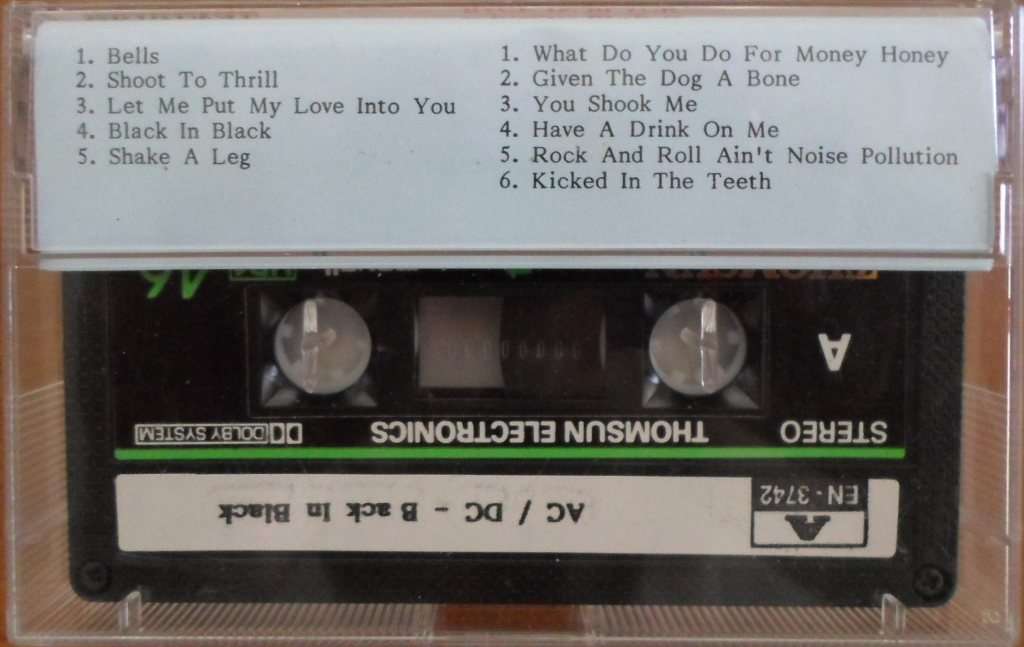 1. Bells
2. Shoot To Thrill
3. Let Me Put My Love Into You
4. Black In Black
5. Shake A Leg
1. What Do You Do For Money Honey
2. Given The Dog A Bone
3. You Shook Me
4. Have A Drink On Me
5. Rock And Roll Ain't Noise Pollution
6. Kicked In The Teeth
A
STEREO
THOMSUN ELECTRONICS
DOLBY SYSTEM
EN-3742
A
AC / DC - Back In Black